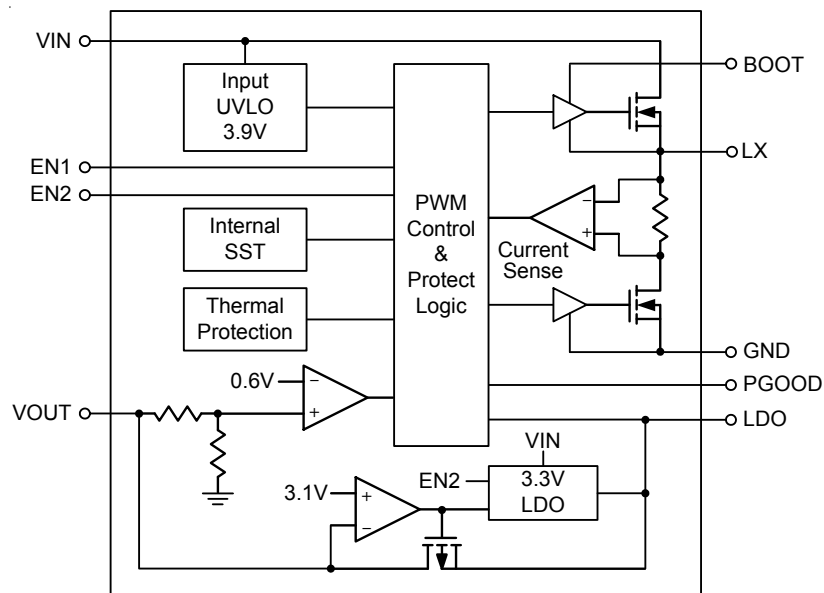 VIN
BOOT
Input
UVLO
3.9V
LX
EN1
EN2
PWM
Control
&
Protect
Logic
−
+
Current
Sense
Internal
SST
Thermal
Protection
GND
PGOOD
0.6V
−
+
VOUT
LDO
VIN
EN2
3.3V
LDO
3.1V
+
−